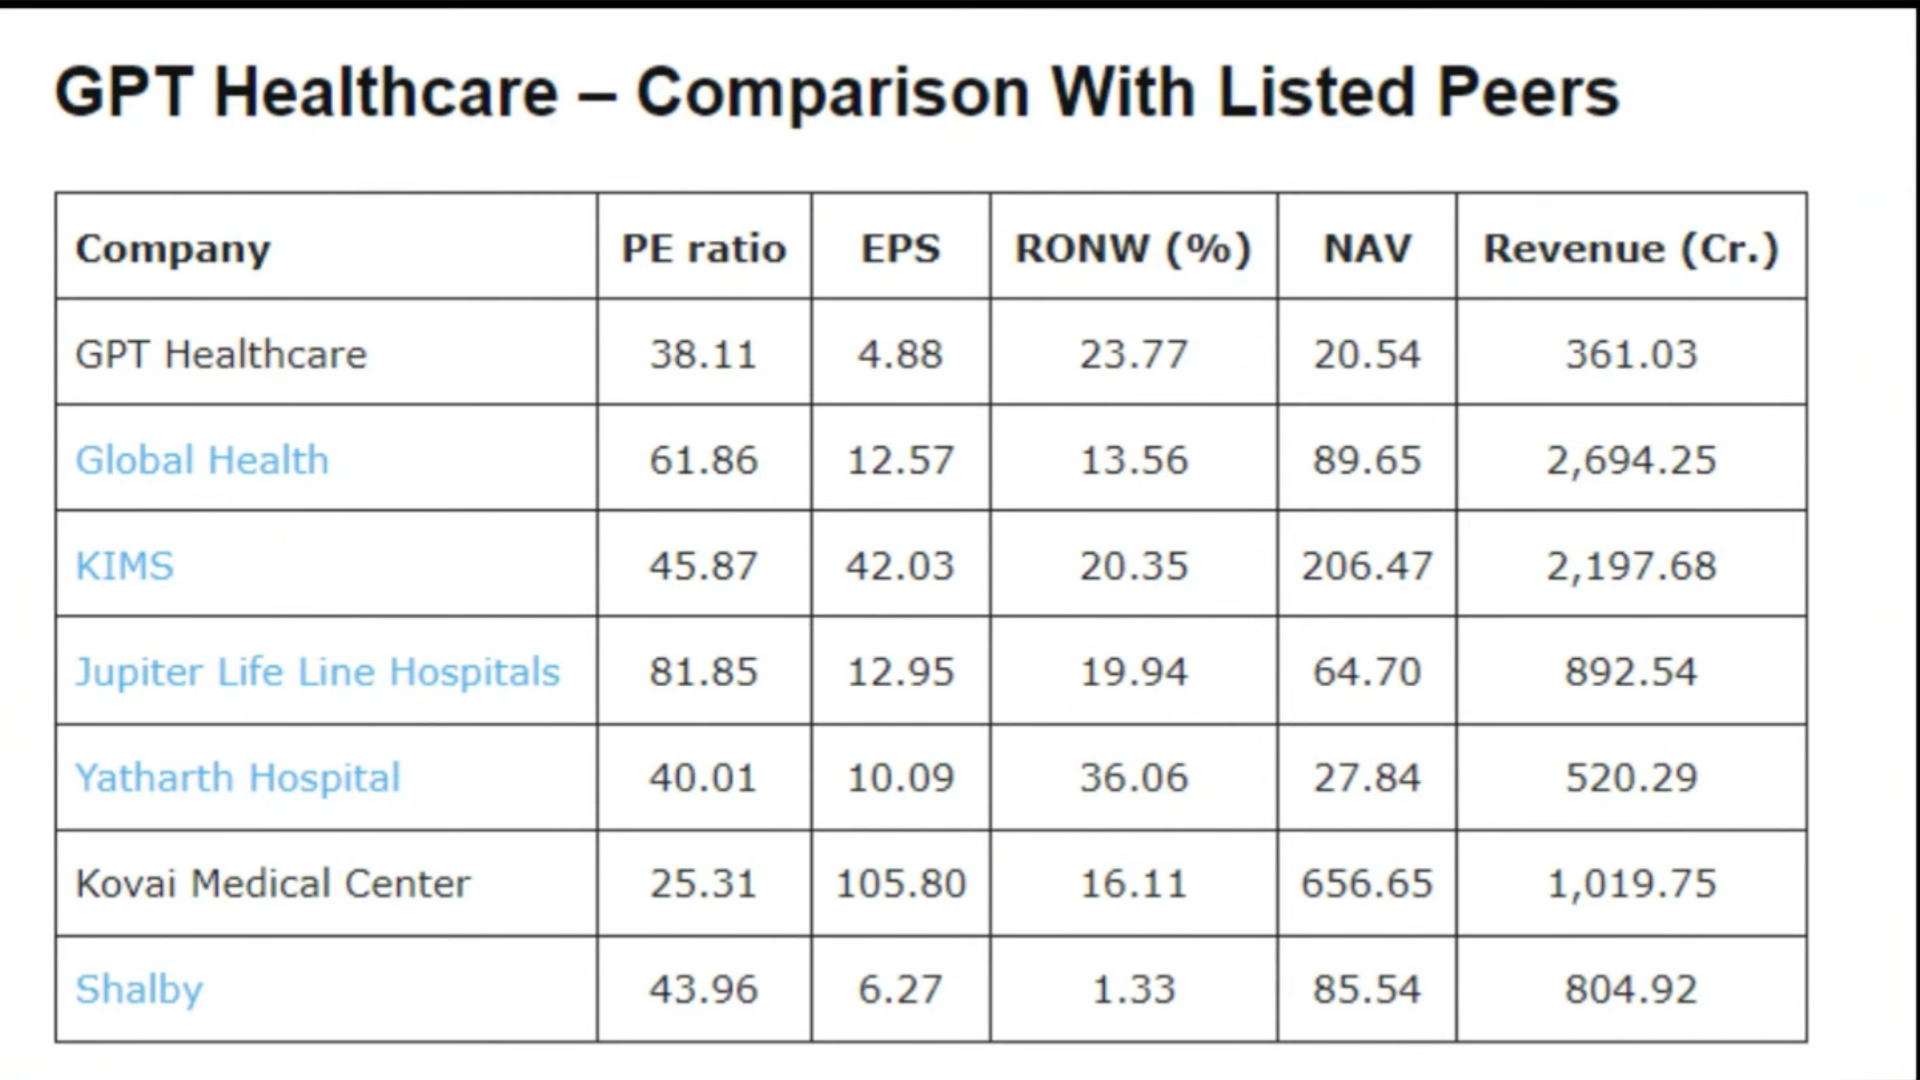 GPT Healthcare – Comparison With Listed Peers
Company PE ratio EPS RONW (%) NAV Revenue (Cr.)
GPT Healthcare 38.11 4.88 23.77 20.54 361.03
Global Health 61.86 12.57 13.56 89.65 2,694.25
KIMS 45.87 42.03 20.35 206.47 2,197.68
Jupiter Life Line Hospitals 81.85 12.95 19.94 64.70 892.54
Yatharth Hospital 40.01 10.09 36.06 27.84 520.29
Kovai Medical Center 25.31 105.80 16.11 656.65 1,019.75
Shalby 43.96 6.27 1.33 85.54 804.92